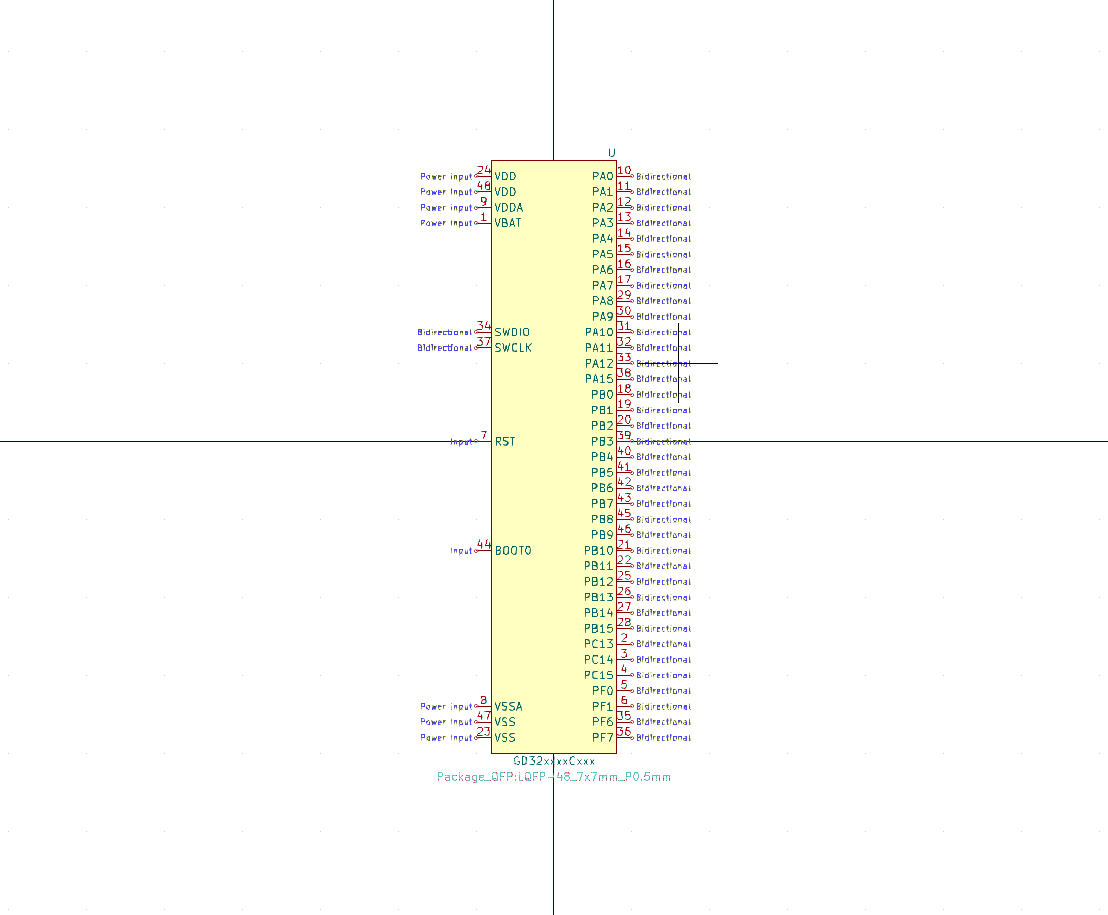 U
Power Input 24 VDD PA0 10 Bidirectional
Power Input 48 VDD PA1 11 Bidirectional
Power Input 9 VDDA PA2 12 Bidirectional
Power Input 1 VBAT PA3 13 Bidirectional
PA4 14 Bidirectional
PA5 15 Bidirectional
PA6 16 Bidirectional
PA7 17 Bidirectional
PA8 29 Bidirectional
PA9 30 Bidirectional
Bidirectional 34 SWDIO PA10 31 Bidirectional
Bidirectional 37 SWCLK PA11 32 Bidirectional
PA12 33 Bidirectional
PA15 38 Bidirectional
PB0 18 Bidirectional
PB1 19 Bidirectional
PB2 20 Bidirectional
Input 7 RST PB3 39 Bidirectional
PB4 40 Bidirectional
PB5 41 Bidirectional
PB6 42 Bidirectional
PB7 43 Bidirectional
PB8 45 Bidirectional
PB9 46 Bidirectional
Input 44 BOOT0 PB10 21 Bidirectional
PB11 22 Bidirectional
PB12 25 Bidirectional
PB13 26 Bidirectional
PB14 27 Bidirectional
PB15 28 Bidirectional
PC13 2 Bidirectional
PC14 3 Bidirectional
PC15 4 Bidirectional
PF0 5 Bidirectional
Power Input 8 VSSA PF1 6 Bidirectional
Power Input 47 VSS PF6 35 Bidirectional
Power Input 23 VSS PF7 36 Bidirectional
GD32xxxxCxxx
Package_QFP:LQFP-48_7x7mm_P0.5mm